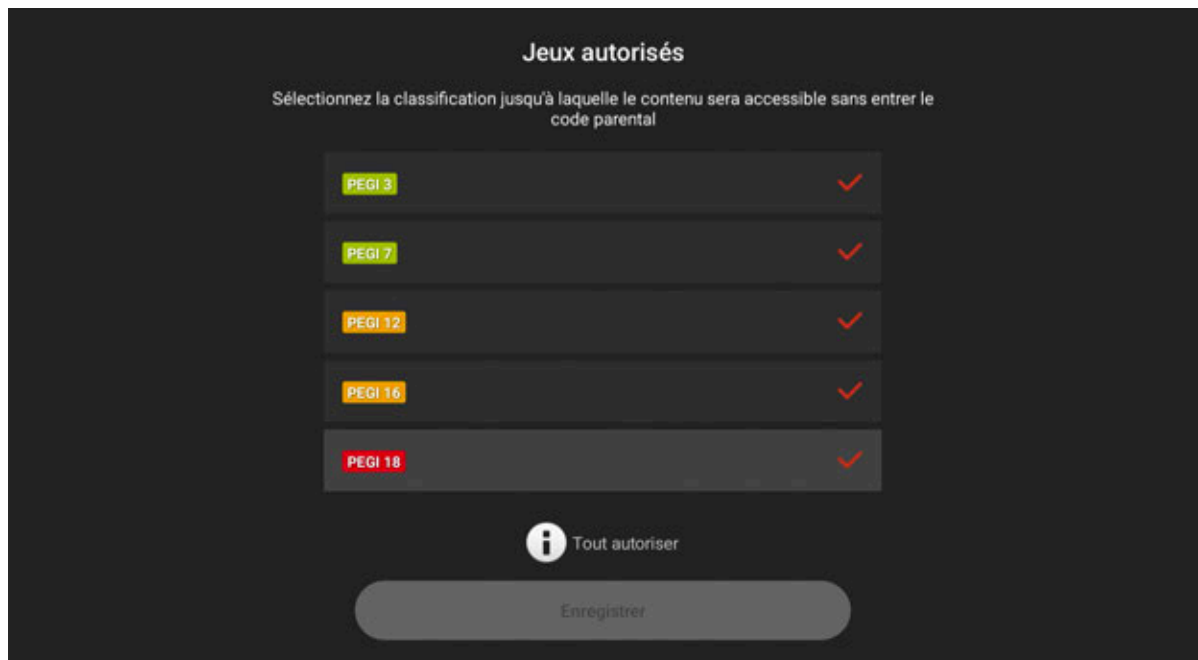 Jeux autorisés
Sélectionnez la classification jusqu'à laquelle le contenu sera accessible sans entrer le
code parental
PEGI 3
PEGI 7
PEGI 12
PEGI 16
PEGI 18
Tout autoriser
Enregistrer